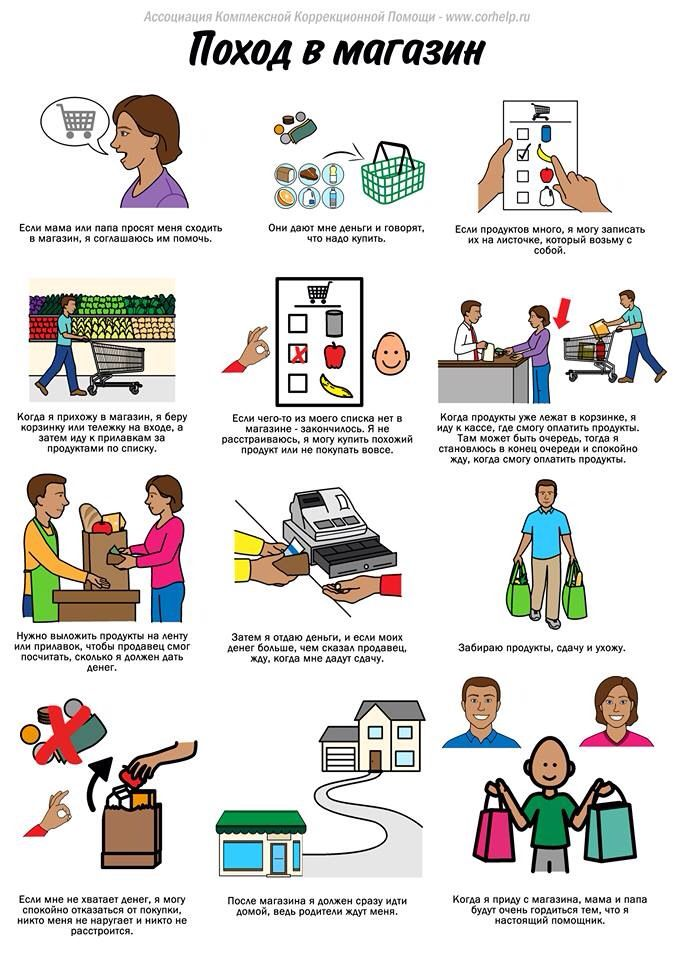 Ассоциация Комплексной Коррекционной Помощи - www.corhelp.ru
Поход в магазин
Если мама или папа просят меня сходить
в магазин, я соглашаюсь им помочь.
Они дают мне деньги и говорят,
что надо купить.
Если продуктов много, я могу записать
их на листочке, который возьму с
собой.
Когда я прихожу в магазин, я беру
корзинку или тележку на входе, а
затем иду к прилавкам за
продуктами по списку.
Если чего-то из моего списка нет в
магазине - закончилось. Я не
расстраиваюсь, я могу купить похожий
продукт или не покупать вовсе.
Когда продукты уже лежат в корзинке, я
иду к кассе, где смогу оплатить продукты.
Там может быть очередь, тогда я
становлюсь в конец очереди и спокойно
жду, когда смогу оплатить продукты.
Нужно выложить продукты на ленту
или прилавок, чтобы продавец смог
посчитать, сколько я должен дать
денег.
Затем я отдаю деньги, и если моих
денег больше, чем сказал продавец,
жду, когда мне дадут сдачу.
Забираю продукты, сдачу и ухожу.
Если мне не хватает денег, я могу
спокойно отказаться от покупки,
никто меня не наругает и никто не
расстроится.
После магазина я должен сразу идти
домой, ведь родители ждут меня.
Когда я приду с магазина, мама и папа
будут очень гордиться тем, что я
настоящий помощник.